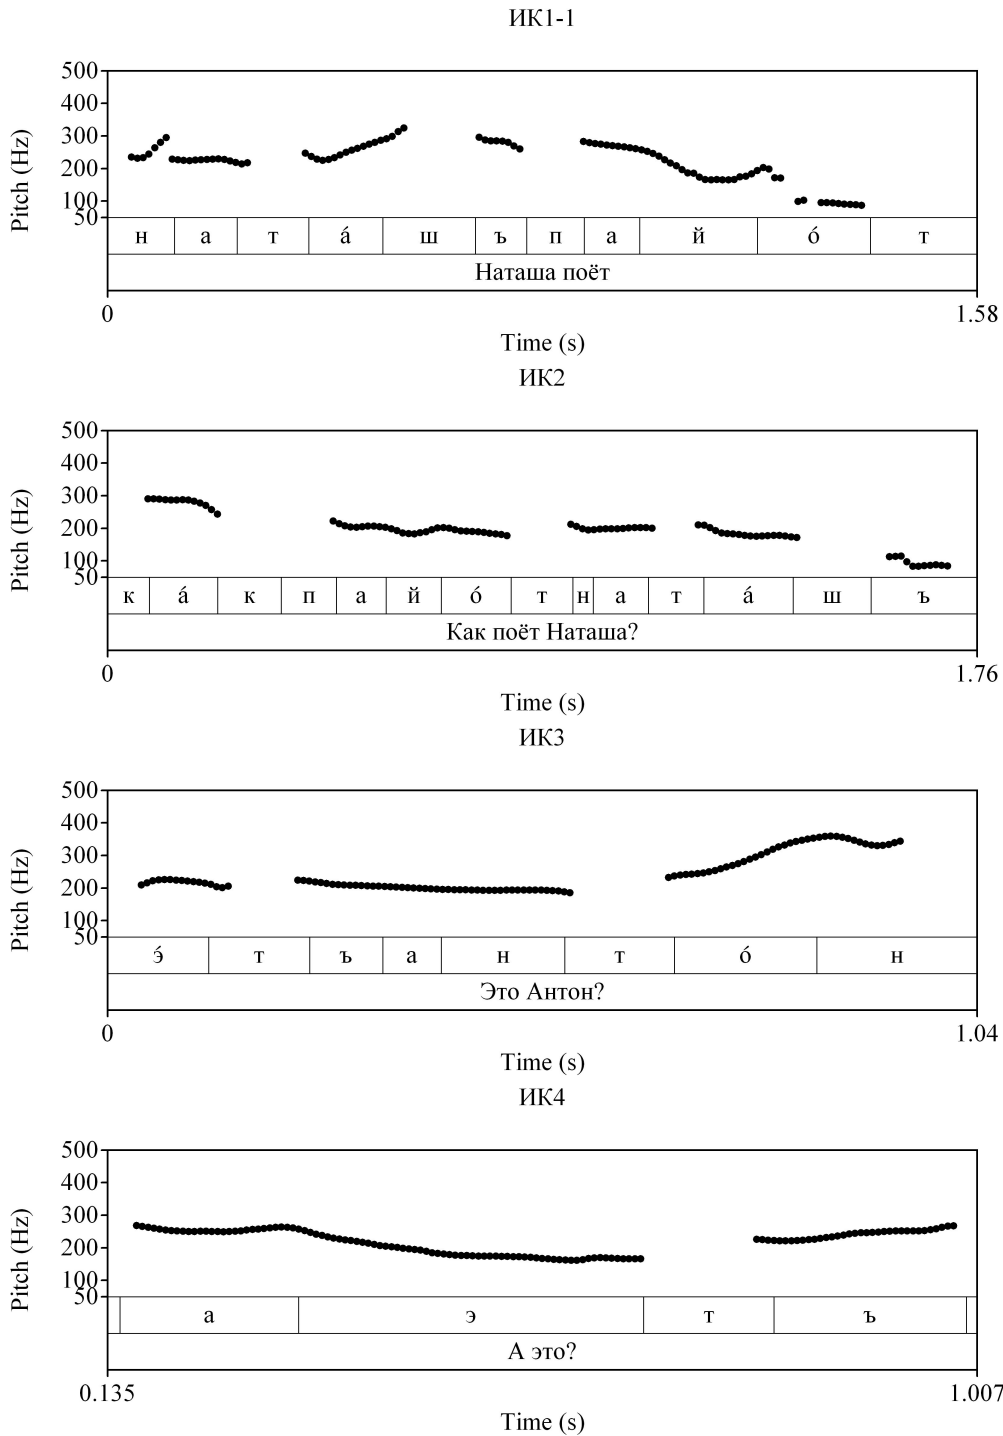 ИК1-1
500
400
300
200
100
50
Pitch (Hz)
н а т а́ ш ъ п а й о́ т
Наташа поёт
0 1.58
Time (s)
ИК2
500
400
300
200
100
50
Pitch (Hz)
к а́ к п а й о́ т н а т а́ ш ъ
Как поёт Наташа?
0 1.76
Time (s)
ИК3
500
400
300
200
100
50
Pitch (Hz)
э́ т ъ а н т о́ н
Это Антон?
0 1.04
Time (s)
ИК4
500
400
300
200
100
50
Pitch (Hz)
а э т ъ
А это?
0.135 1.007
Time (s)